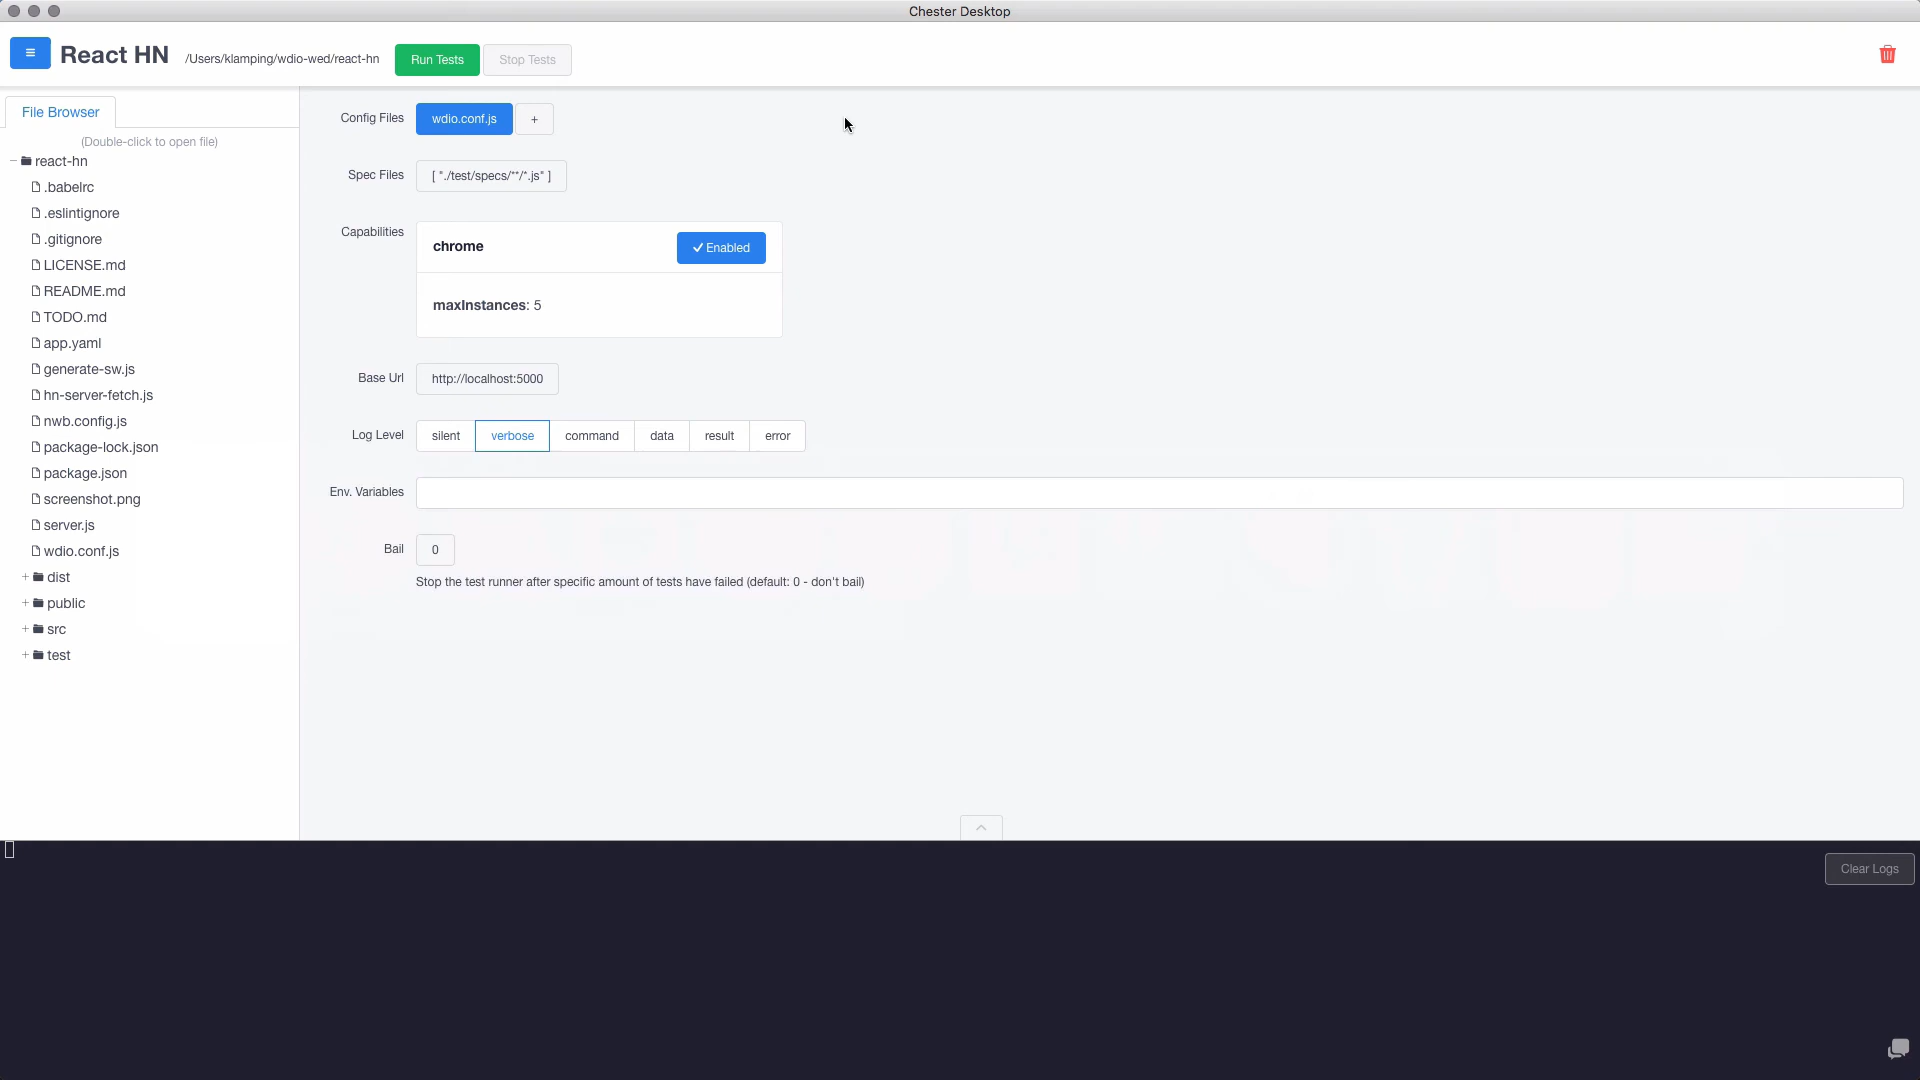 Chester Desktop
React HN /Users/klamping/wdio-wed/react-hn Run Tests Stop Tests
File Browser
(Double-click to open file)
react-hn
.babelrc
.eslintignore
.gitignore
LICENSE.md
README.md
TODO.md
app.yaml
generate-sw.js
hn-server-fetch.js
nwb.config.js
package-lock.json
package.json
screenshot.png
server.js
wdio.conf.js
+ dist
+ public
+ src
+ test
Config Files wdio.conf.js +
Spec Files [ "./test/specs/**/*.js" ]
Capabilities chrome ✓ Enabled
maxInstances: 5
Base Url http://localhost:5000
Log Level silent verbose command data result error
Env. Variables
Bail 0
Stop the test runner after specific amount of tests have failed (default: 0 - don't bail)
Clear Logs